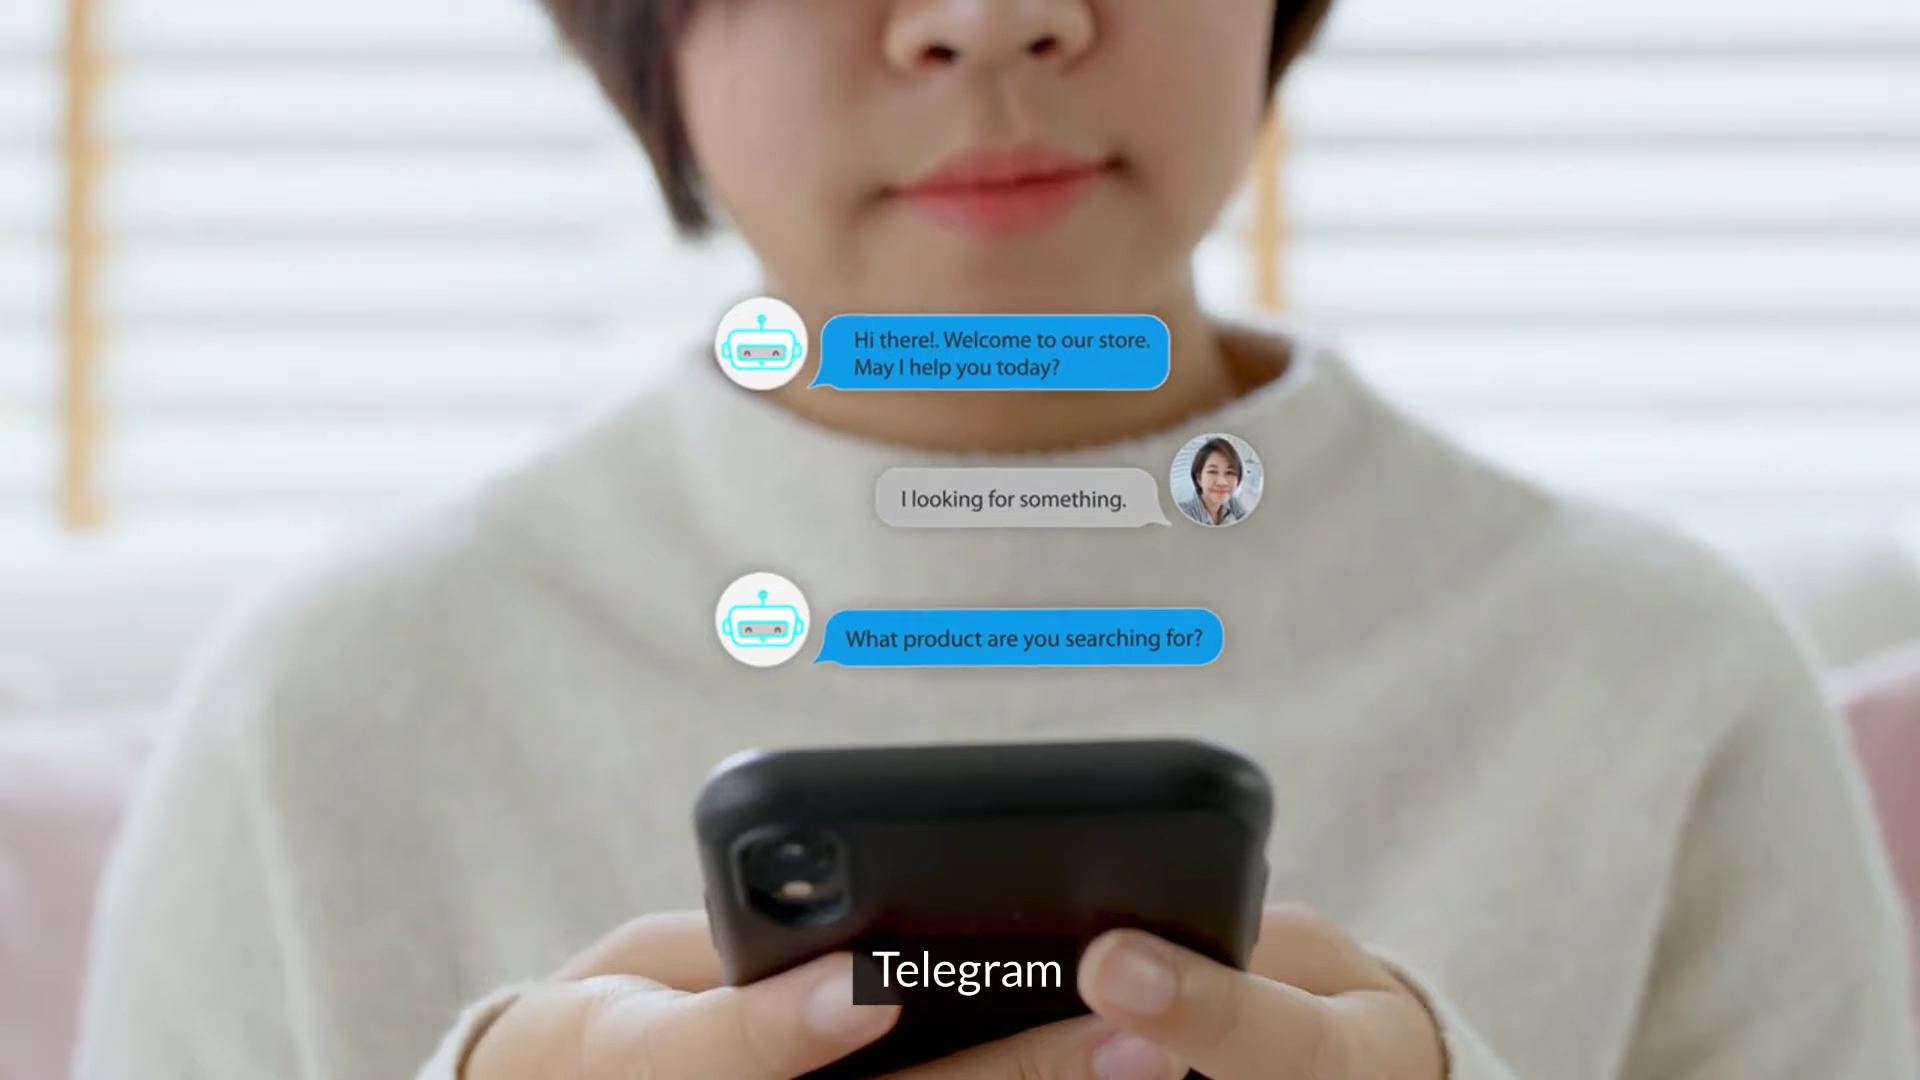 Hi there!. Welcome to our store.
May I help you today?
I looking for something.
What product are you searching for?
Telegram